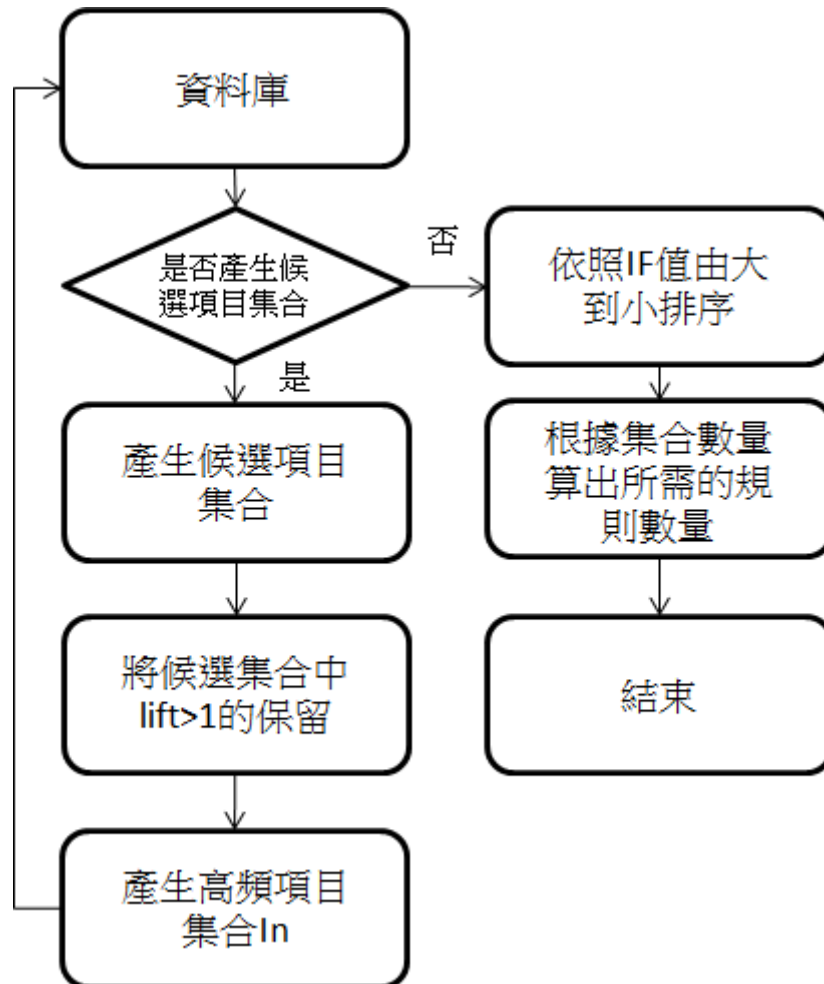 資料庫
是否產生候
選項目集合
否
是
產生候選項目
集合
將候選集合中
lift>1的保留
產生高頻項目
集合In
依照IF值由大
到小排序
根據集合數量
算出所需的規
則數量
結束